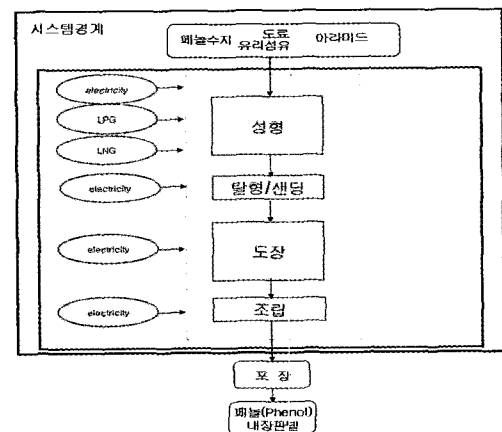 시스템경계
페놀수지 도료 아라미드
유리섬유
electricity
LPG
성형
LNG
electricity
탈형/샌딩
electricity
도장
electricity
조립
포 장
페놀(Phenol)
내장판넬